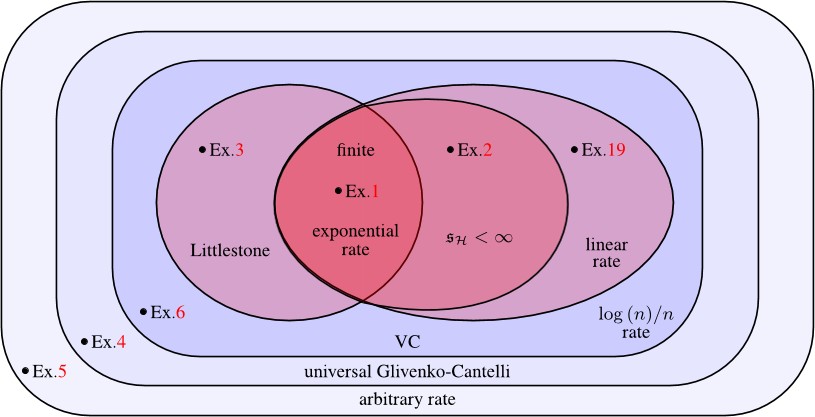 Ex.3
finite
Ex.2
Ex.19
Ex.1
exponential
rate
Littlestone
𝔰_ℋ < ∞
linear
rate
Ex.6
log (n)/n
rate
Ex.4
VC
Ex.5
universal Glivenko-Cantelli
arbitrary rate